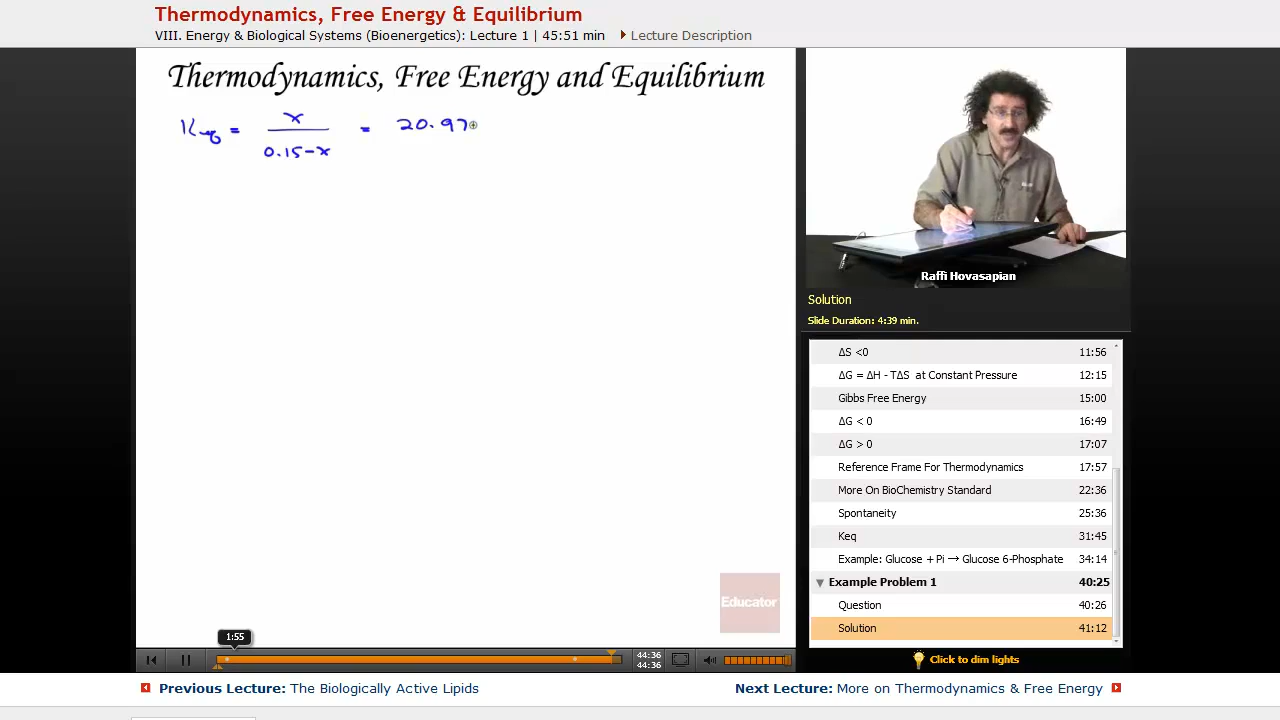 Thermodynamics, Free Energy & Equilibrium
VIII. Energy & Biological Systems (Bioenergetics): Lecture 1 | 45:51 min
Lecture Description
Thermodynamics, Free Energy and Equilibrium
Keq = x / 0.15-x = 20.97
Educator
1:55
44:36
44:36
Raffi Hovasapian
Solution
Slide Duration: 4:39 min.
ΔS <0 11:56
ΔG = ΔH - TΔS at Constant Pressure 12:15
Gibbs Free Energy 15:00
ΔG < 0 16:49
ΔG > 0 17:07
Reference Frame For Thermodynamics 17:57
More On BioChemistry Standard 22:36
Spontaneity 25:36
Keq 31:45
Example: Glucose + Pi → Glucose 6-Phosphate 34:14
Example Problem 1 40:25
Question 40:26
Solution 41:12
Click to dim lights
Previous Lecture: The Biologically Active Lipids
Next Lecture: More on Thermodynamics & Free Energy